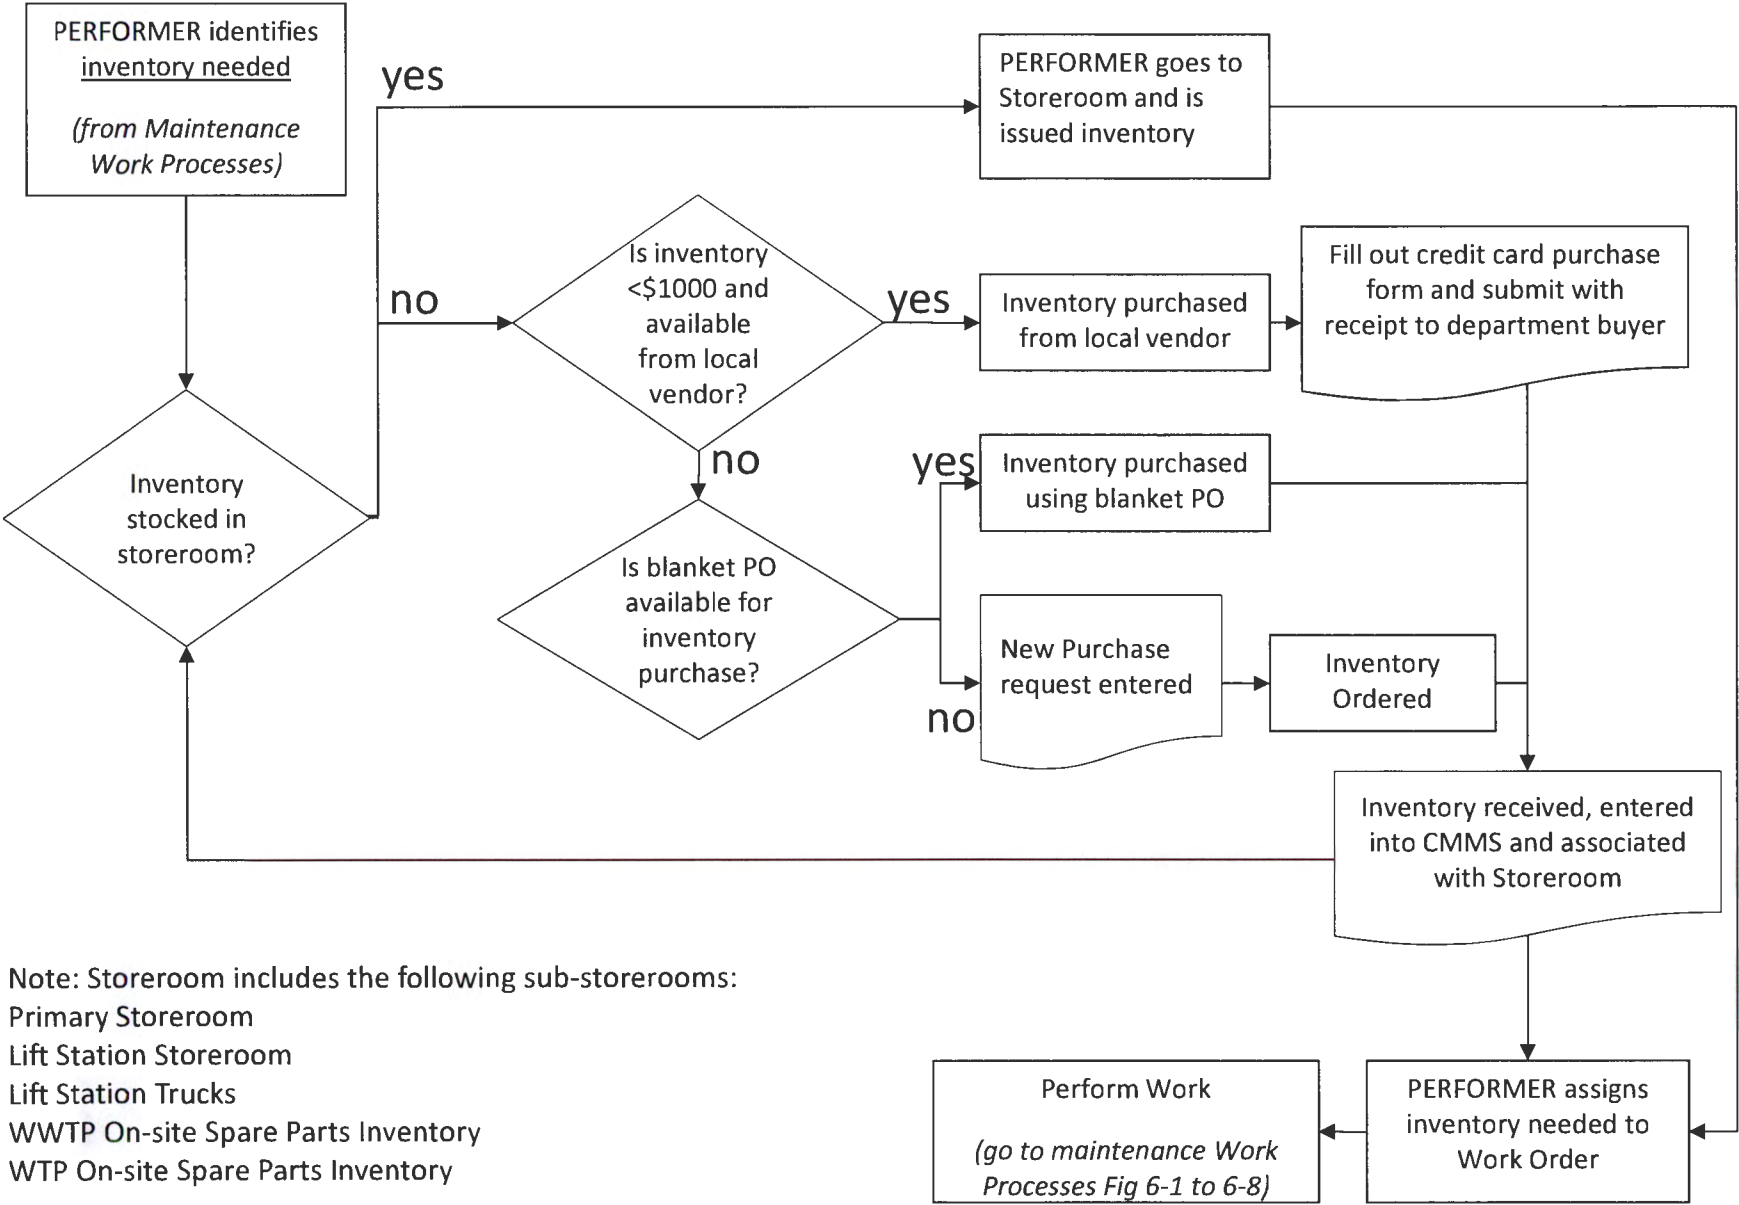 PERFORMER identifies
inventory needed
(from Maintenance
Work Processes)
yes
PERFORMER goes to
Storeroom and is
issued inventory
no
Is inventory
<$1000 and
available
from local
vendor?
yes
Inventory purchased
from local vendor
Fill out credit card purchase
form and submit with
receipt to department buyer
Inventory
stocked in
storeroom?
no
yes
Inventory purchased
using blanket PO
Is blanket PO
available for
inventory
purchase?
no
New Purchase
request entered
Inventory
Ordered
Inventory received, entered
into CMMS and associated
with Storeroom
Note: Storeroom includes the following sub-storerooms:
Primary Storeroom
Lift Station Storeroom
Lift Station Trucks
WWTP On-site Spare Parts Inventory
WTP On-site Spare Parts Inventory
Perform Work
(go to maintenance Work
Processes Fig 6-1 to 6-8)
PERFORMER assigns
inventory needed to
Work Order